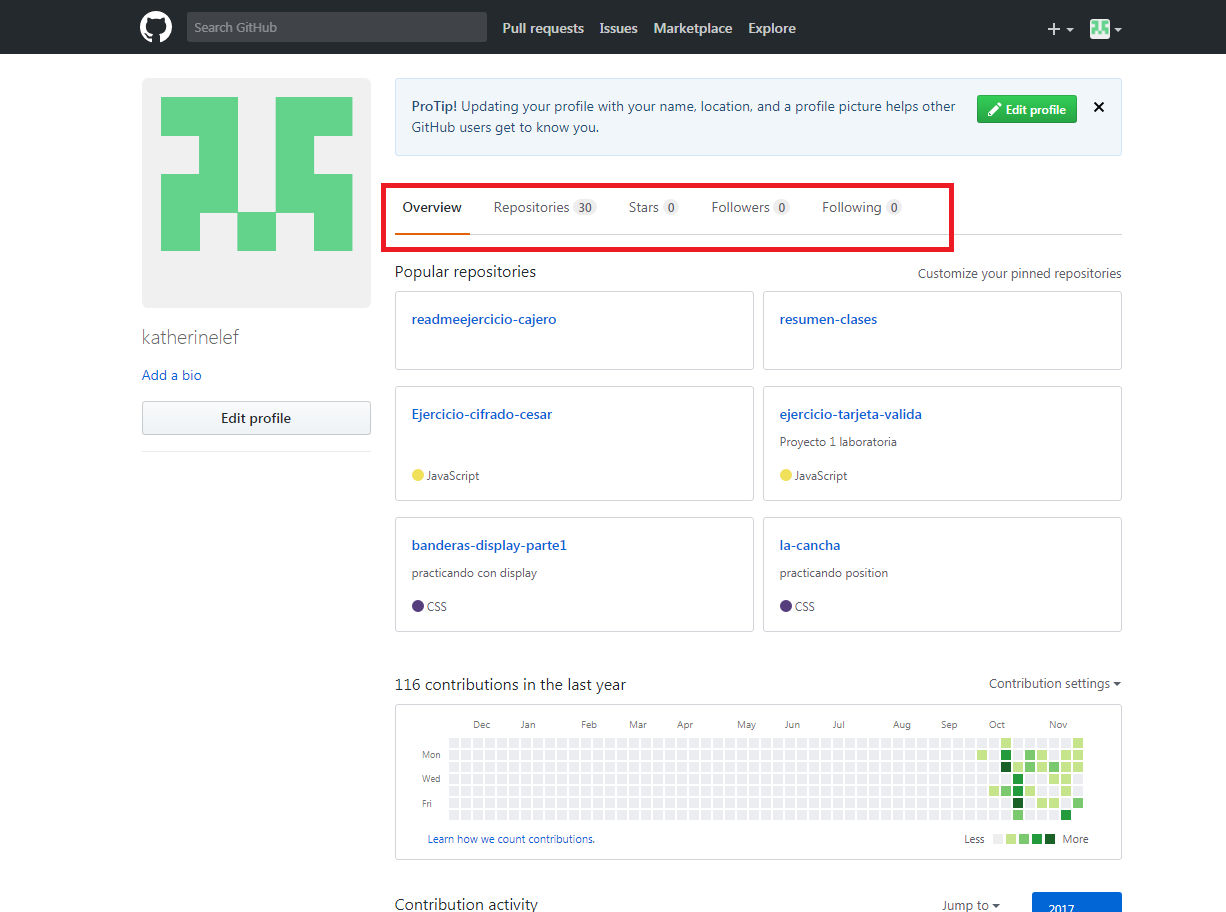 Search GitHub
Pull requests Issues Marketplace Explore
ProTip! Updating your profile with your name, location, and a profile picture helps other
GitHub users get to know you.
Edit profile
Overview Repositories 30 Stars 0 Followers 0 Following 0
katherinelef
Add a bio
Edit profile
Popular repositories
Customize your pinned repositories
readmeejercicio-cajero
resumen-clases
Ejercicio-cifrado-cesar
JavaScript
ejercicio-tarjeta-valida
Proyecto 1 laboratoria
JavaScript
banderas-display-parte1
practicando con display
CSS
la-cancha
practicando position
CSS
116 contributions in the last year
Contribution settings
Dec Jan Feb Mar Apr May Jun Jul Aug Sep Oct Nov
Mon
Wed
Fri
Learn how we count contributions.
Less More
Contribution activity
Jump to
2017